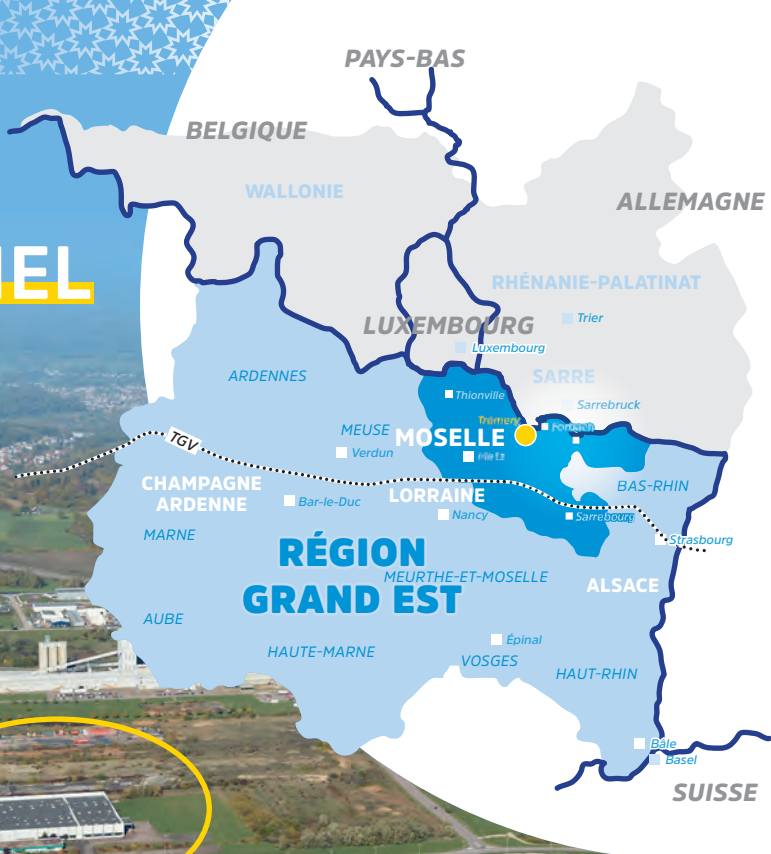 PAYS-BAS
BELGIQUE
WALLONIE
ALLEMAGNE
IEL
RHÉNANIE-PALATINAT
Trier
LUXEMBOURG
Luxembourg
ARDENNES
SARRE
Thionville
Sarrebruck
Trémery
MEUSE
MOSELLE
Forbach
TGV
Verdun
Metz
CHAMPAGNE
ARDENNE
LORRAINE
BAS-RHIN
Bar-le-Duc
Nancy
Sarrebourg
MARNE
Strasbourg
RÉGION
GRAND EST
MEURTHE-ET-MOSELLE
ALSACE
AUBE
Épinal
HAUTE-MARNE
VOSGES
HAUT-RHIN
Bâle
Basel
SUISSE